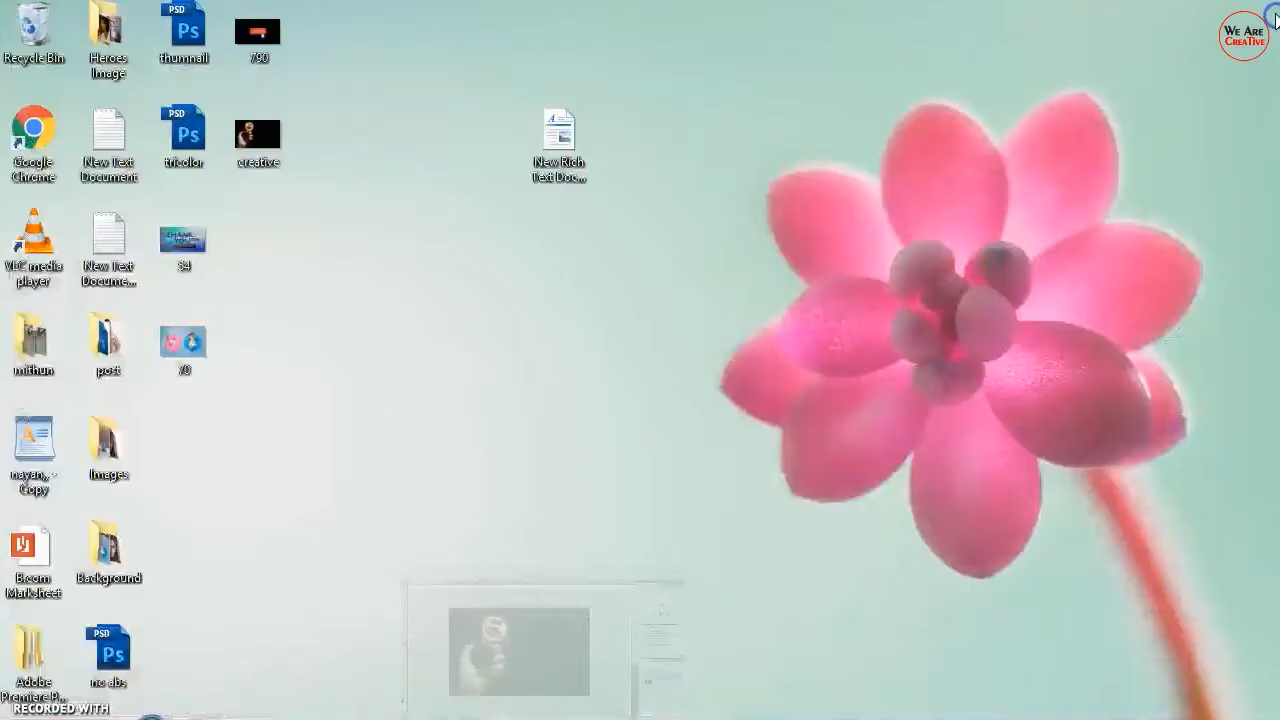 Recycle Bin
Heroes
Image
PSD
Ps
thumnail
790
WE ARE
CREATIVE
Google
Chrome
New Text
Document
PSD
Ps
tricolor
creative
New Rich
Text Doc...
VLC media
player
New Text
Docume...
34
mithun
post
70
nayan,, -
Copy
Images
B.com
Marksheet
Background
Adobe
Premiere P...
PSD
Ps
no abs
RECORDED WITH